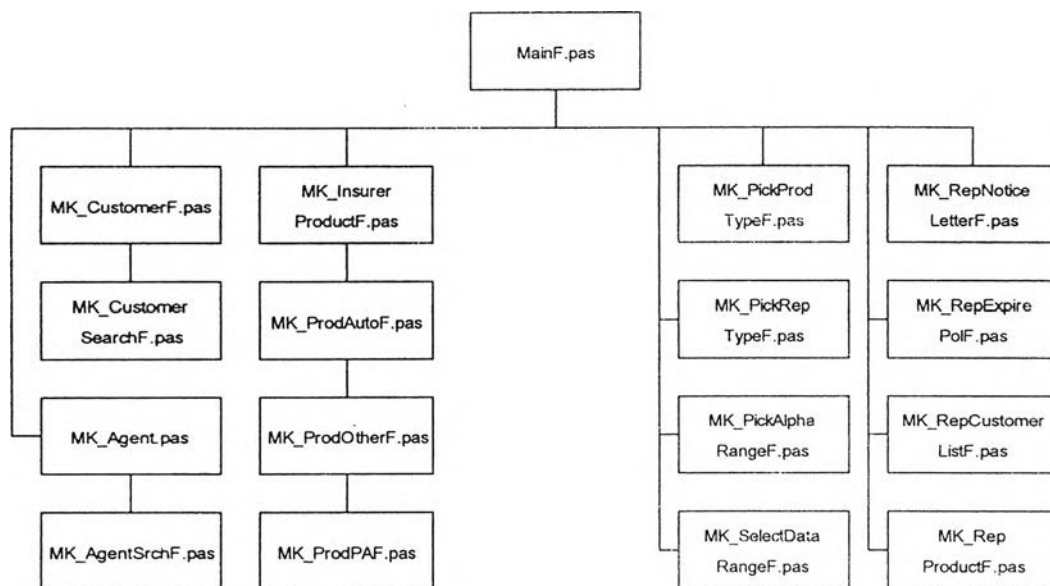 MainF.pas
MK_CustomerF.pas
MK_Insurer
ProductF.pas
MK_PickProd
TypeF.pas
MK_RepNotice
LetterF.pas
MK_Customer
SearchF.pas
MK_ProdAutoF.pas
MK_PickRep
TypeF.pas
MK_RepExpire
PolF.pas
MK_Agent.pas
MK_ProdOtherF.pas
MK_PickAlpha
RangeF.pas
MK_RepCustomer
ListF.pas
MK_AgentSrchF.pas
MK_ProdPAF.pas
MK_SelectData
RangeF.pas
MK_Rep
ProductF.pas